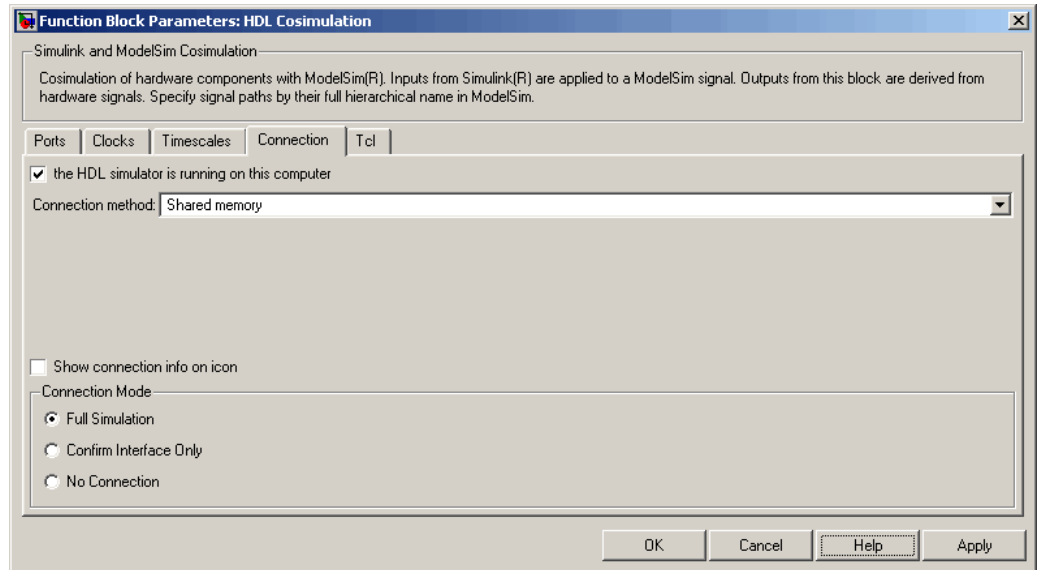 Function Block Parameters: HDL Cosimulation
Simulink and ModelSim Cosimulation
Cosimulation of hardware components with ModelSim(R). Inputs from Simulink(R) are applied to a ModelSim signal. Outputs from this block are derived from
hardware signals. Specify signal paths by their full hierarchical name in ModelSim.
Ports Clocks Timescales Connection Tcl
the HDL simulator is running on this computer
Connection method: Shared memory
Show connection info on icon
Connection Mode
Full Simulation
Confirm Interface Only
No Connection
OK Cancel Help Apply